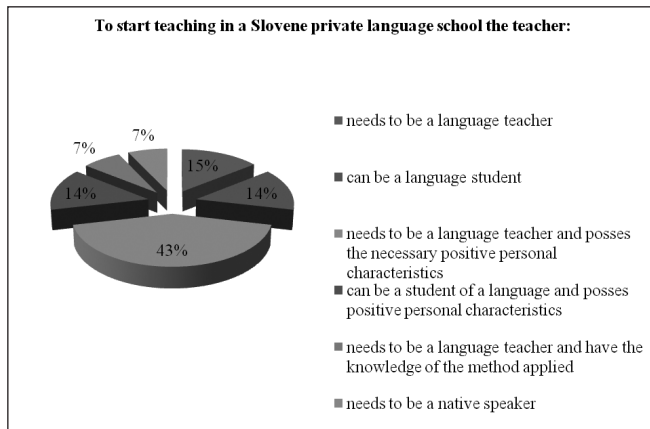 To start teaching in a Slovene private language school the teacher:
7%
7%
15%
14%
14%
43%
needs to be a language teacher
can be a language student
needs to be a language teacher and posses
the necessary positive personal
characteristics
can be a student of a language and posses
positive personal characteristics
needs to be a language teacher and have the
knowledge of the method applied
needs to be a native speaker